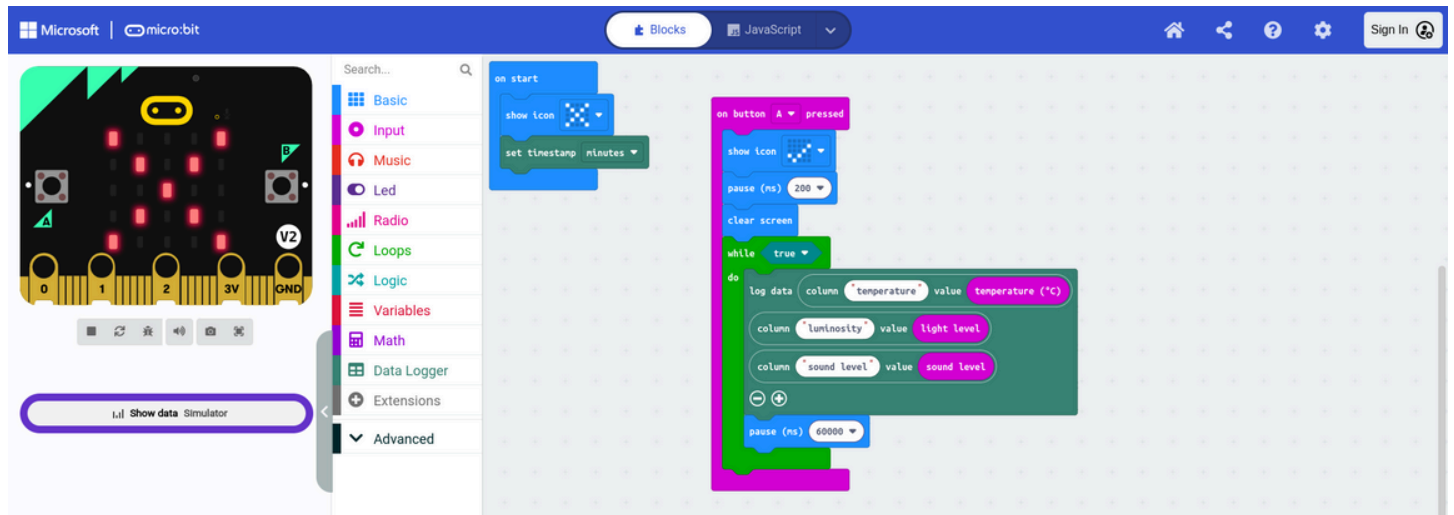 Microsoft | micro:bit
Blocks
JS JavaScript
Sign In
B
A
V2
0 1 2 3V GND
Show data Simulator
Search...
Basic
Input
Music
Led
Radio
Loops
Logic
Variables
Math
Data Logger
Extensions
Advanced
on start
show icon
set timestamp minutes
on button A pressed
show icon
pause (ms) 200
clear screen
while true
do
log data column "temperature" value temperature (°C)
column "luminosity" value light level
column "sound level" value sound level
pause (ms) 60000